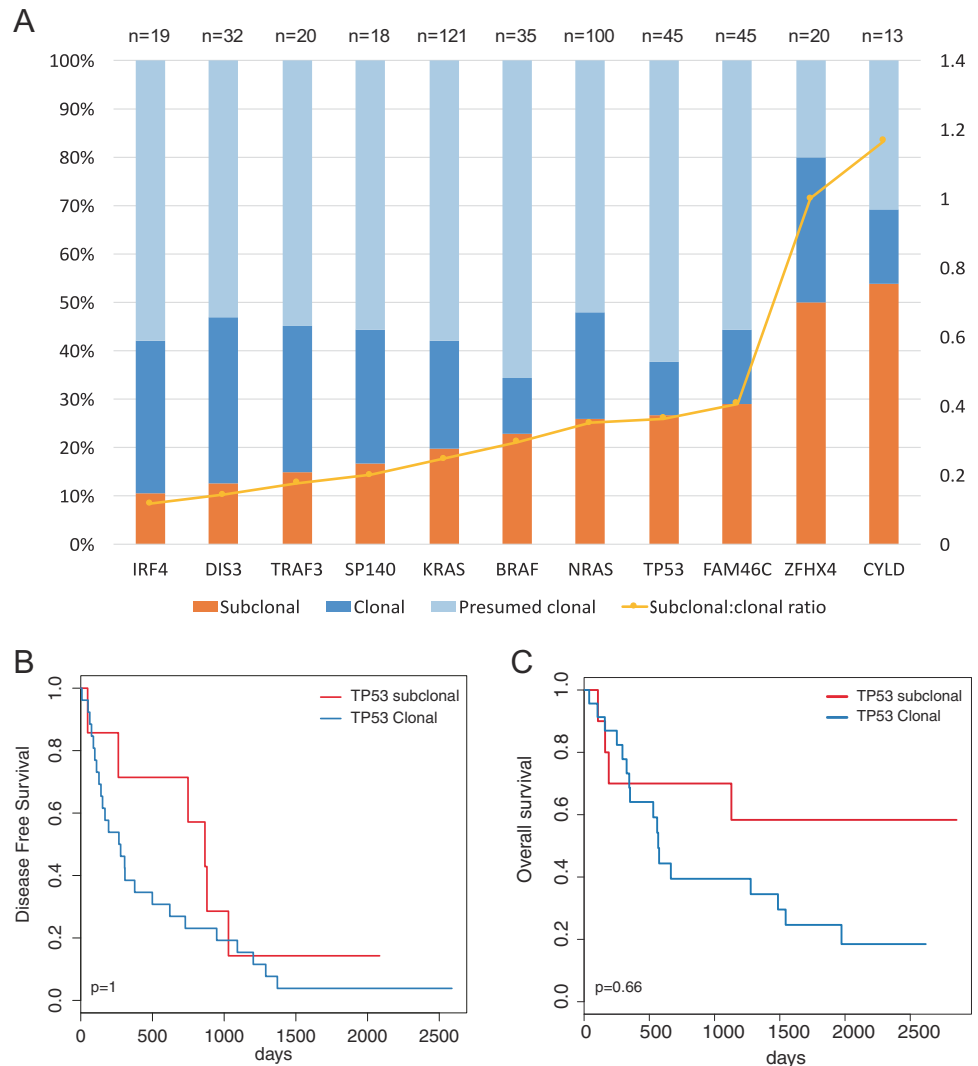 A
n=19 n=32 n=20 n=18 n=121 n=35 n=100 n=45 n=45 n=20 n=13
100% 1.4
90%
1.2
80%
70% 1
60% 0.8
50%
0.6
40%
30% 0.4
20%
0.2
10%
0% 0
IRF4 DIS3 TRAF3 SP140 KRAS BRAF NRAS TP53 FAM46C ZFHX4 CYLD
Subclonal Clonal Presumed clonal Subclonal:clonal ratio
B
Disease Free Survival
1.0
0.8
0.6
0.4
0.2
0.0
TP53 subclonal
TP53 Clonal
p=1
0 500 1000 1500 2000 2500
days
C
Overall survival
1.0
0.8
0.6
0.4
0.2
0.0
TP53 subclonal
TP53 Clonal
p=0.66
0 500 1000 1500 2000 2500
days